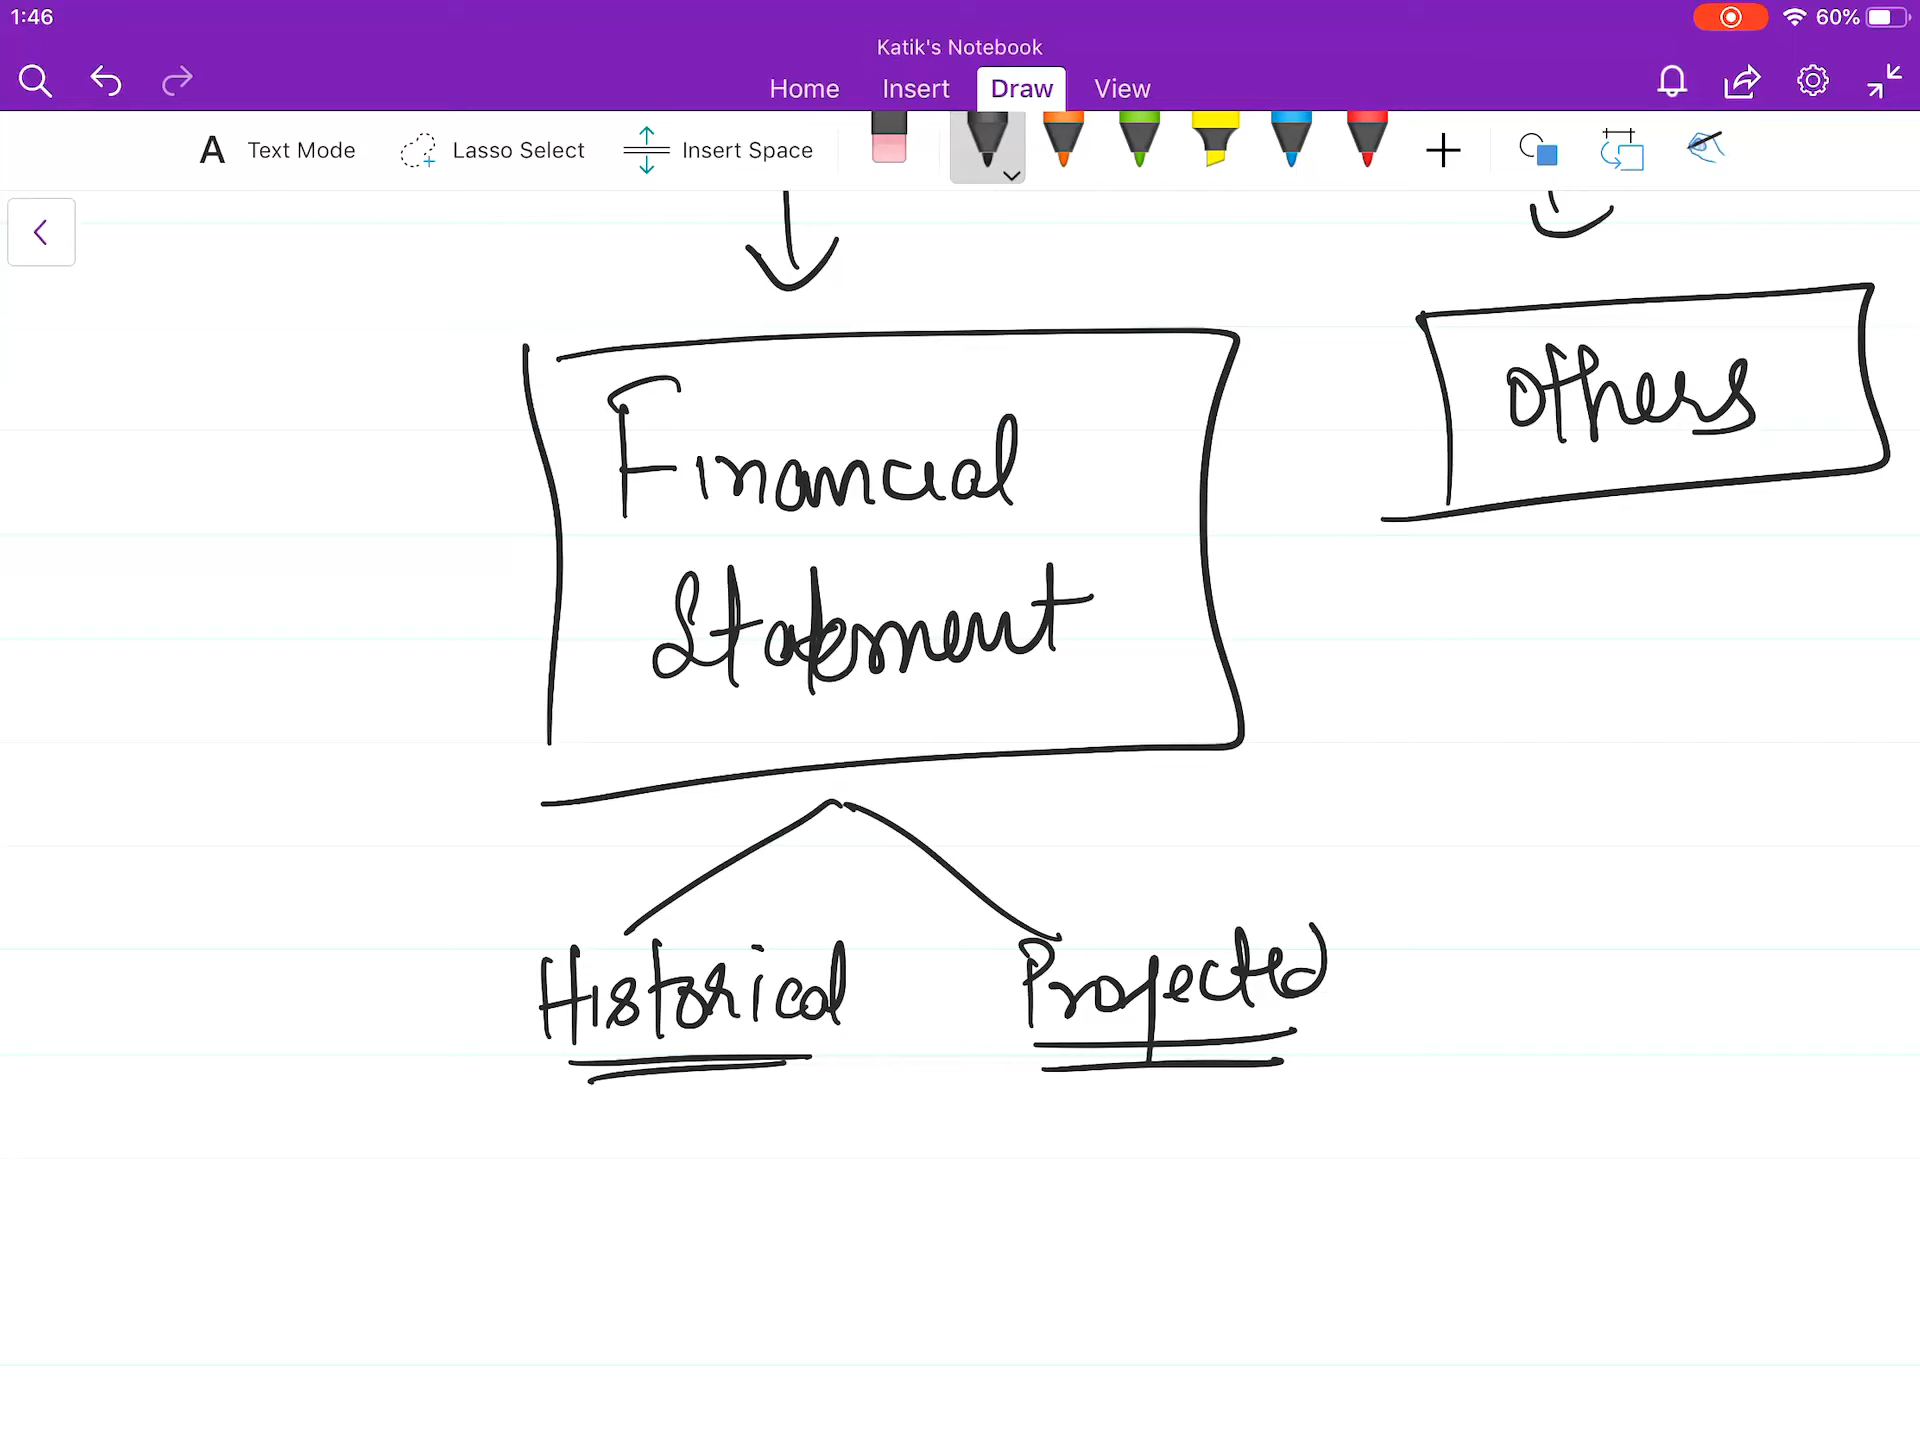 1:46
60%
Katik's Notebook
Home Insert Draw View
A Text Mode Lasso Select Insert Space
Others
Financial
Statement
Historical Projected